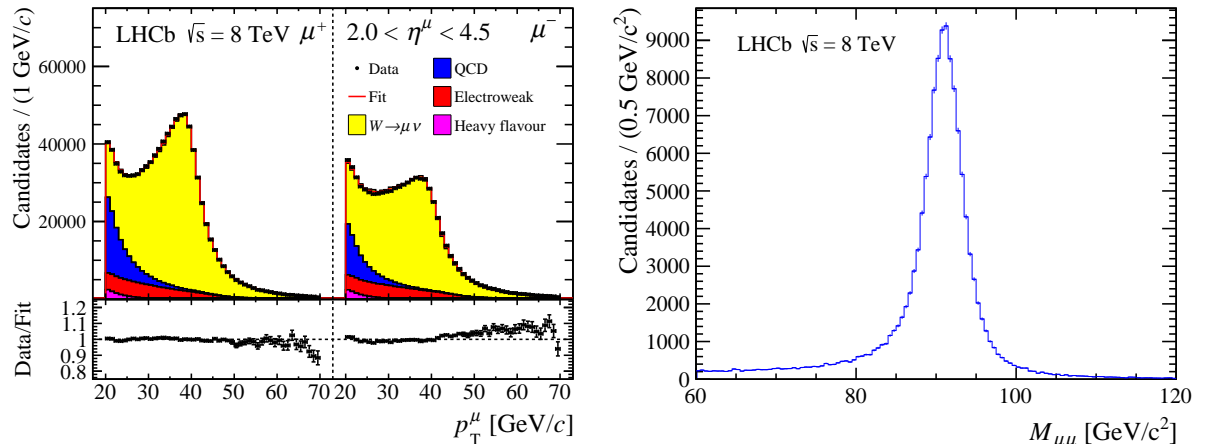 LHCb √s = 8 TeV μ⁺
2.0 < η^μ < 4.5 μ⁻
Data
Fit
W→μν
QCD
Electroweak
Heavy flavour
Candidates / (1 GeV/c)
60000
40000
20000
Data/Fit
1.2
1.1
1
0.9
0.8
20 30 40 50 60 70 20 30 40 50 60 70
p_T^μ [GeV/c]
LHCb √s = 8 TeV
Candidates / (0.5 GeV/c²)
9000
8000
7000
6000
5000
4000
3000
2000
1000
0
60 80 100 120
M_μμ [GeV/c²]